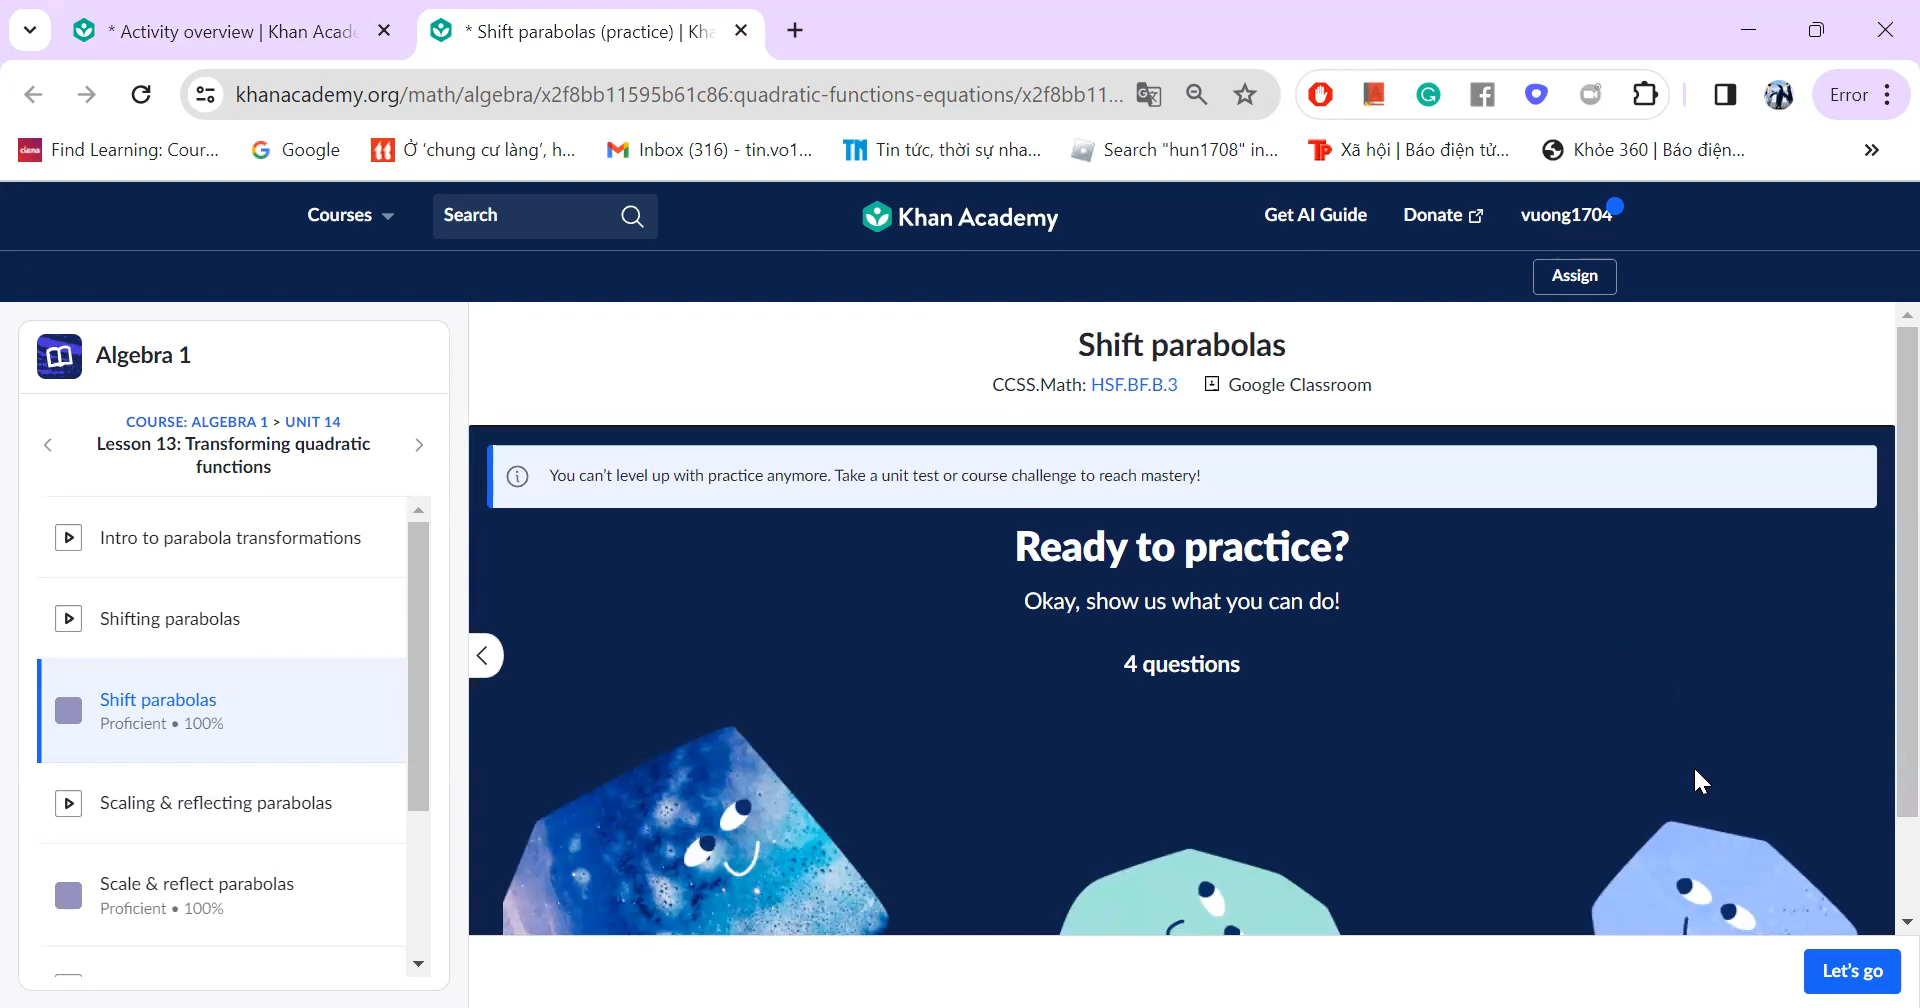 * Activity overview | Khan Acade
* Shift parabolas (practice) | Kha
khanacademy.org/math/algebra/x2f8bb11595b61c86:quadratic-functions-equations/x2f8bb11...
Error
Find Learning: Cour...
Google
Ở ‘chung cư làng’, h...
Inbox (316) - tin.vo1...
Tin tức, thời sự nha...
Search "hun1708" in...
Xã hội | Báo điện tử...
Khỏe 360 | Báo điện...
Courses
Search
Khan Academy
Get AI Guide
Donate
vuong1704
Assign
Algebra 1
COURSE: ALGEBRA 1 > UNIT 14
Lesson 13: Transforming quadratic
functions
Intro to parabola transformations
Shifting parabolas
Shift parabolas
Proficient • 100%
Scaling & reflecting parabolas
Scale & reflect parabolas
Proficient • 100%
Shift parabolas
CCSS.Math: HSF.BF.B.3
Google Classroom
You can’t level up with practice anymore. Take a unit test or course challenge to reach mastery!
Ready to practice?
Okay, show us what you can do!
4 questions
Let’s go